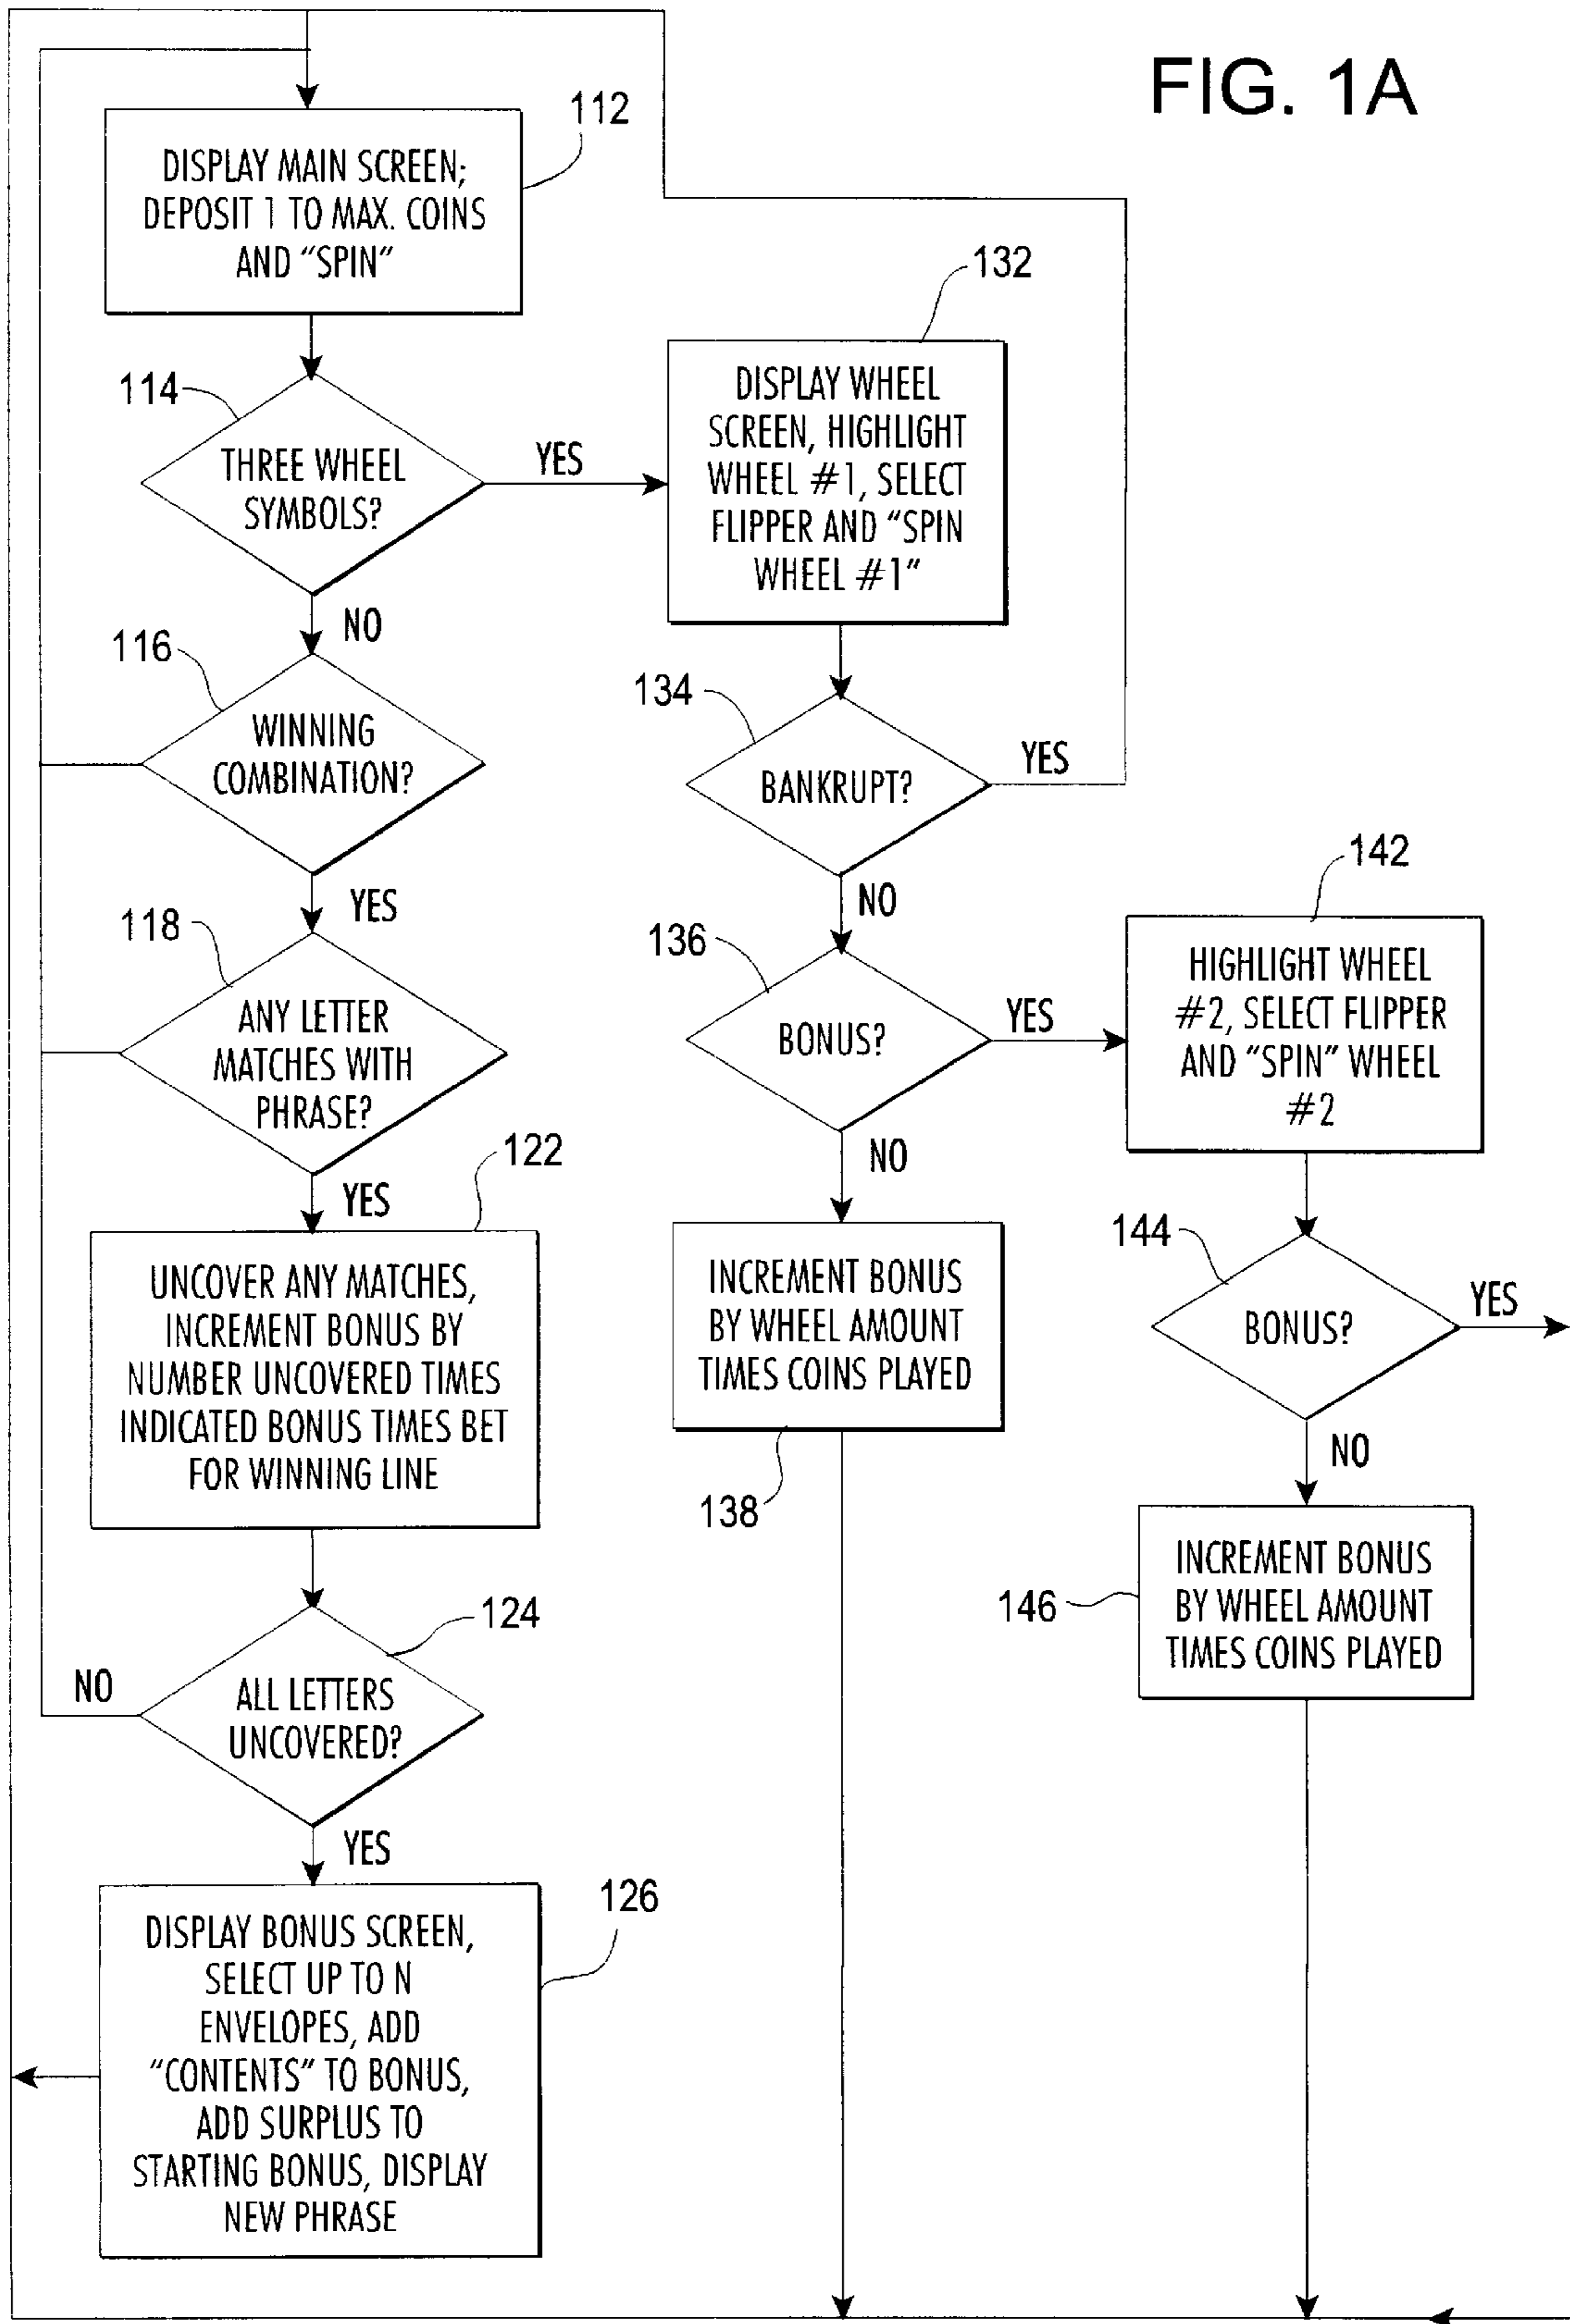 FIG. 1A
112
DISPLAY MAIN SCREEN;
DEPOSIT 1 TO MAX. COINS
AND "SPIN"
114
THREE WHEEL
SYMBOLS?
YES
NO
132
DISPLAY WHEEL
SCREEN, HIGHLIGHT
WHEEL #1, SELECT
FLIPPER AND "SPIN
WHEEL #1"
116
WINNING
COMBINATION?
YES
134
BANKRUPT?
YES
NO
118
ANY LETTER
MATCHES WITH
PHRASE?
YES
136
BONUS?
YES
NO
142
HIGHLIGHT WHEEL
#2, SELECT FLIPPER
AND "SPIN" WHEEL
#2
122
UNCOVER ANY MATCHES,
INCREMENT BONUS BY
NUMBER UNCOVERED TIMES
INDICATED BONUS TIMES BET
FOR WINNING LINE
INCREMENT BONUS
BY WHEEL AMOUNT
TIMES COINS PLAYED
138
144
BONUS?
YES
NO
146
INCREMENT BONUS
BY WHEEL AMOUNT
TIMES COINS PLAYED
124
ALL LETTERS
UNCOVERED?
NO
YES
126
DISPLAY BONUS SCREEN,
SELECT UP TO N
ENVELOPES, ADD
"CONTENTS" TO BONUS,
ADD SURPLUS TO
STARTING BONUS, DISPLAY
NEW PHRASE